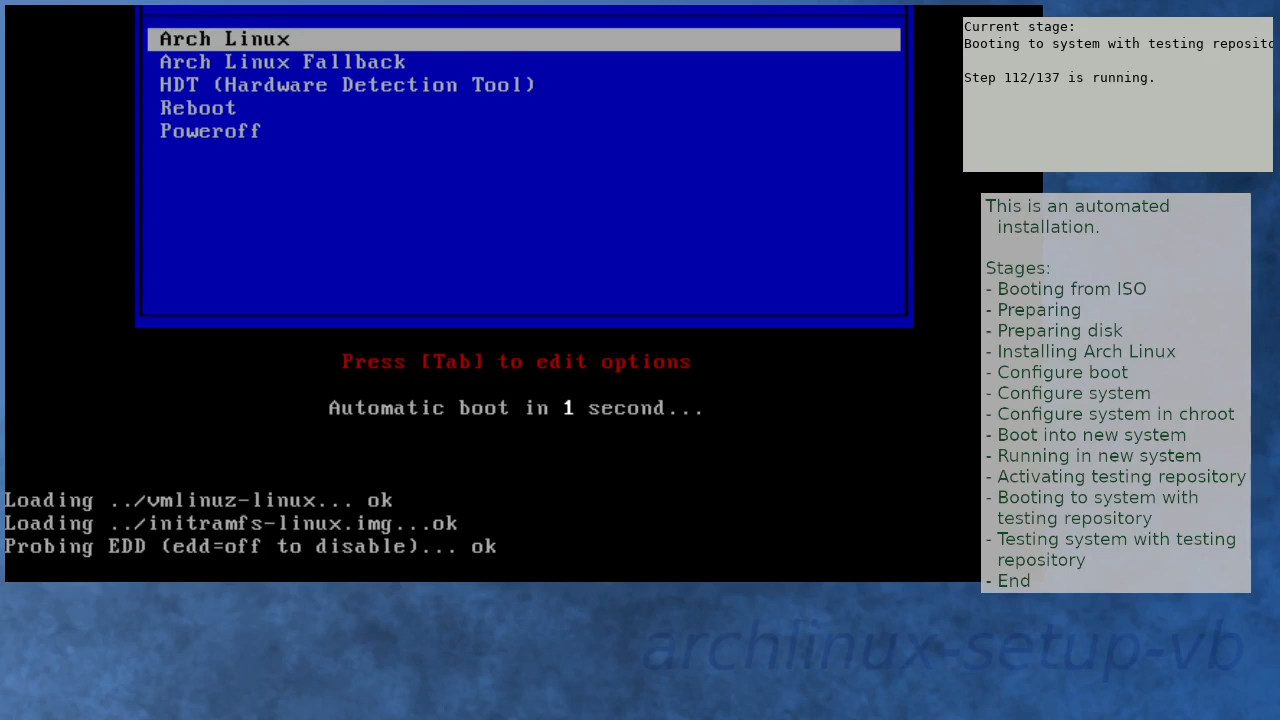 Arch Linux
Arch Linux Fallback
HDT (Hardware Detection Tool)
Reboot
Poweroff
Press [Tab] to edit options
Automatic boot in 1 second...
Loading ../vmlinuz-linux... ok
Loading ../initramfs-linux.img...ok
Probing EDD (edd=off to disable)... ok
Current stage:
Booting to system with testing reposito
Step 112/137 is running.
This is an automated
installation.
Stages:
- Booting from ISO
- Preparing
- Preparing disk
- Installing Arch Linux
- Configure boot
- Configure system
- Configure system in chroot
- Boot into new system
- Running in new system
- Activating testing repository
- Booting to system with
testing repository
- Testing system with testing
repository
- End
archlinux-setup-vb